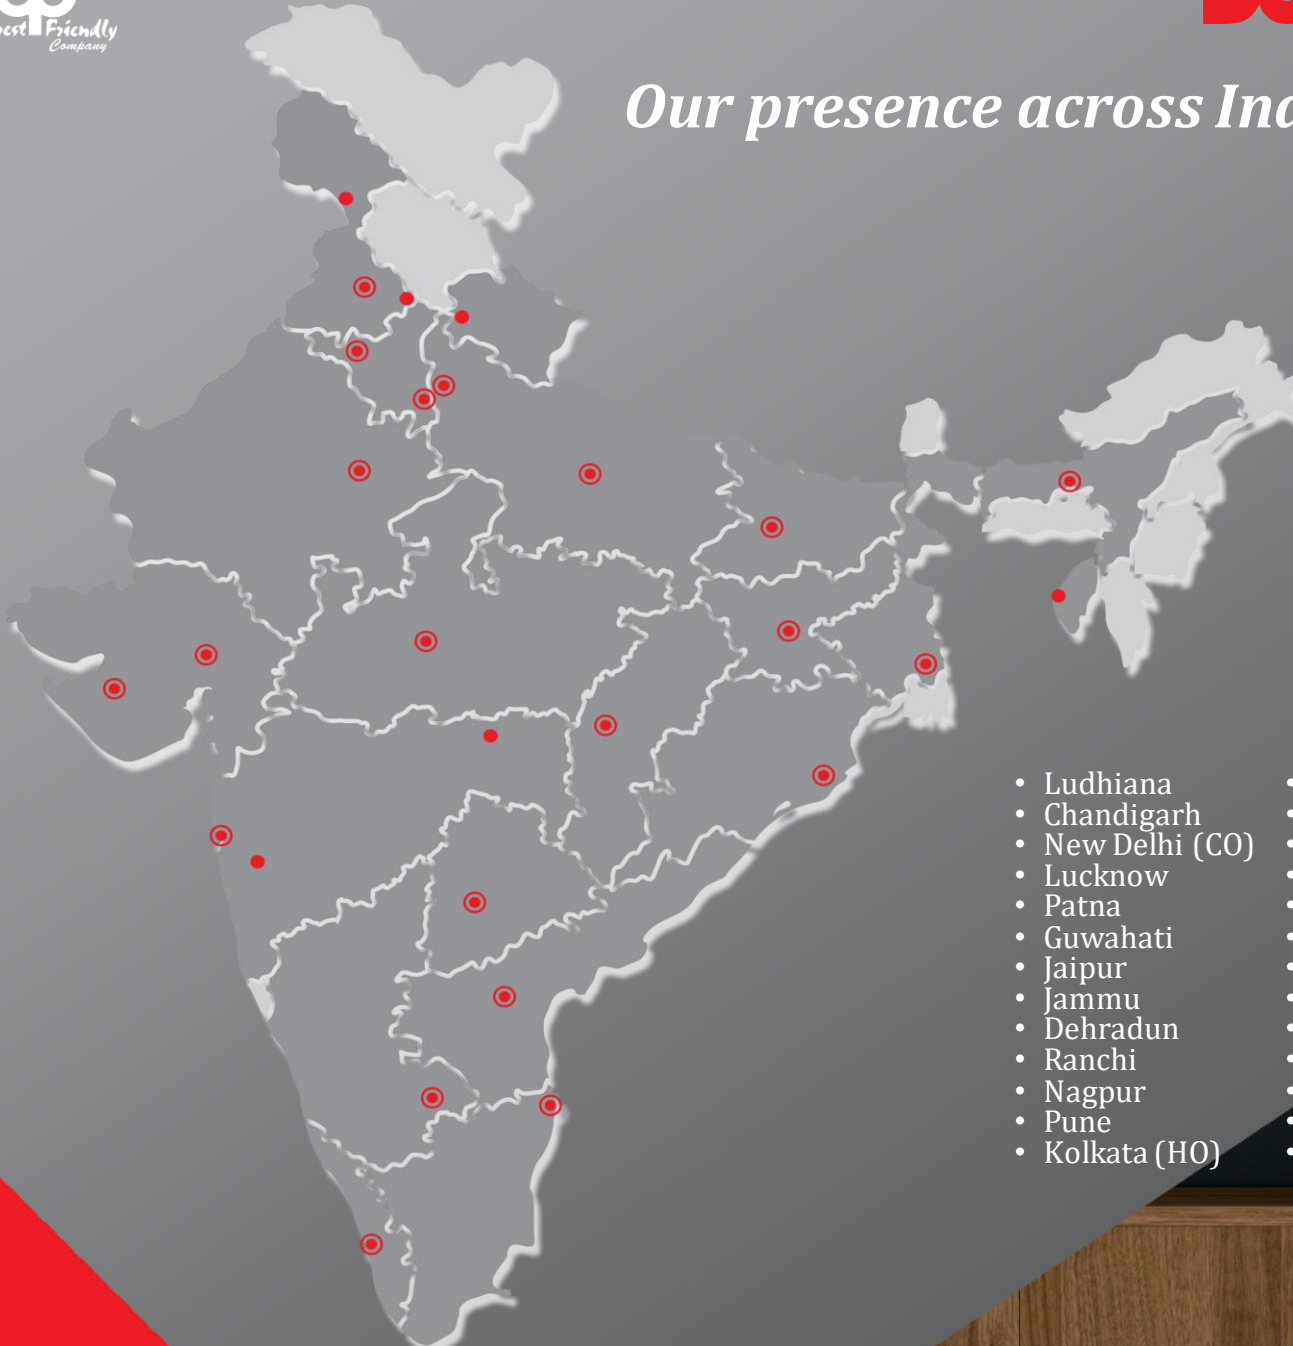 Friendly
Company
Our presence across
• Ludhiana
• Chandigarh
• New Delhi (CO)
• Lucknow
• Patna
• Guwahati
• Jaipur
• Jammu
• Dehradun
• Ranchi
• Nagpur
• Pune
• Kolkata (HO)